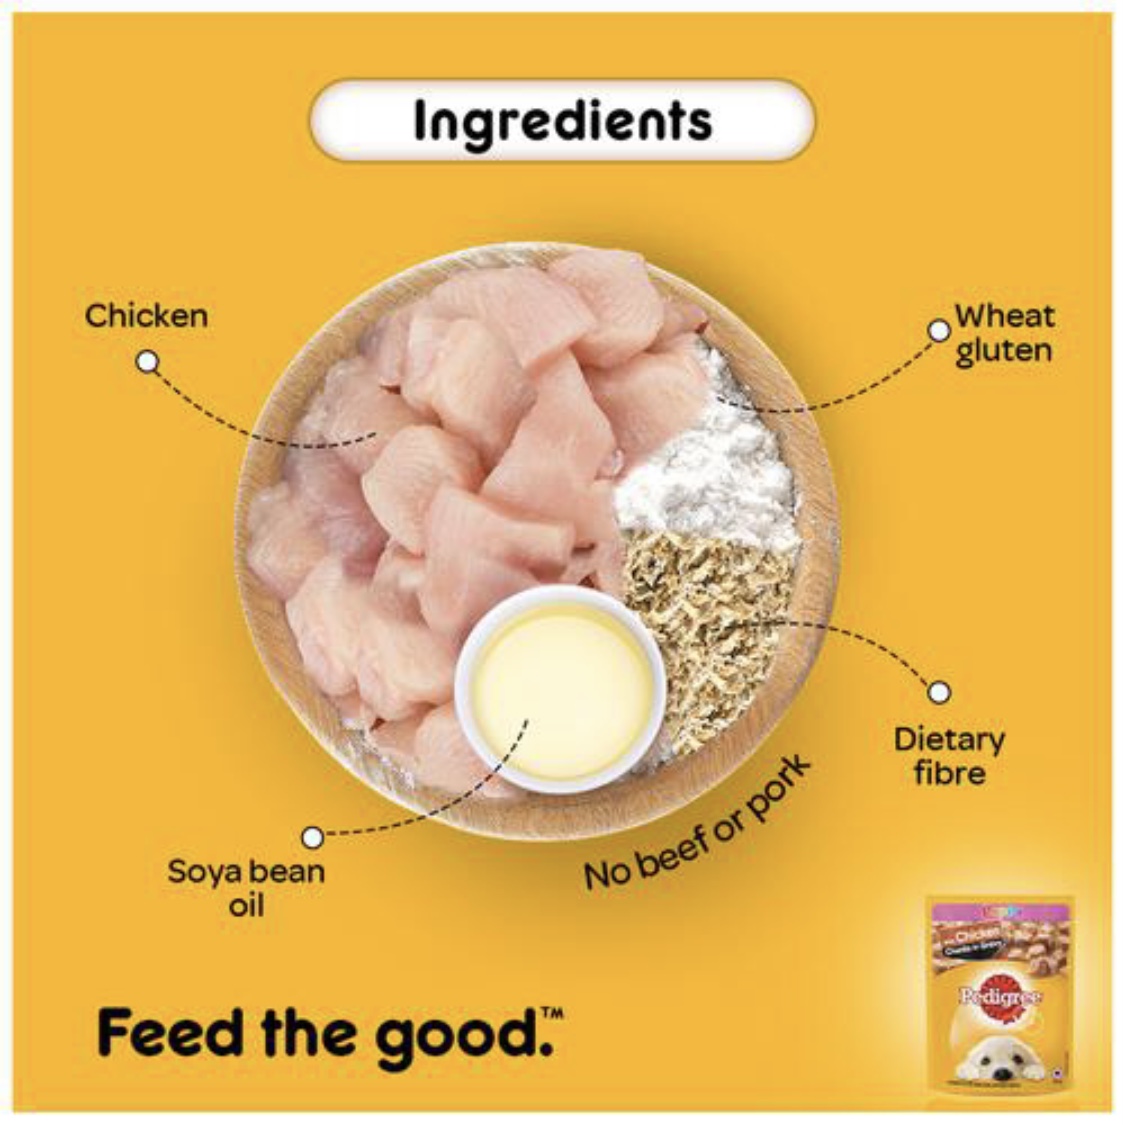 Ingredients
Chicken
Wheat
gluten
Dietary
fibre
Soya bean
oil
No beef or pork
Feed the good.™
Chicken
Chunks in Gravy
Pedigree